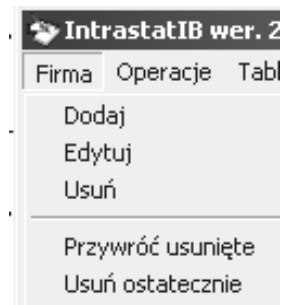 IntrastatIB wer. 2
Firma Operacje Tabl
Dodaj
Edytuj
Usuń
Przywróć usunięte
Usuń ostatecznie